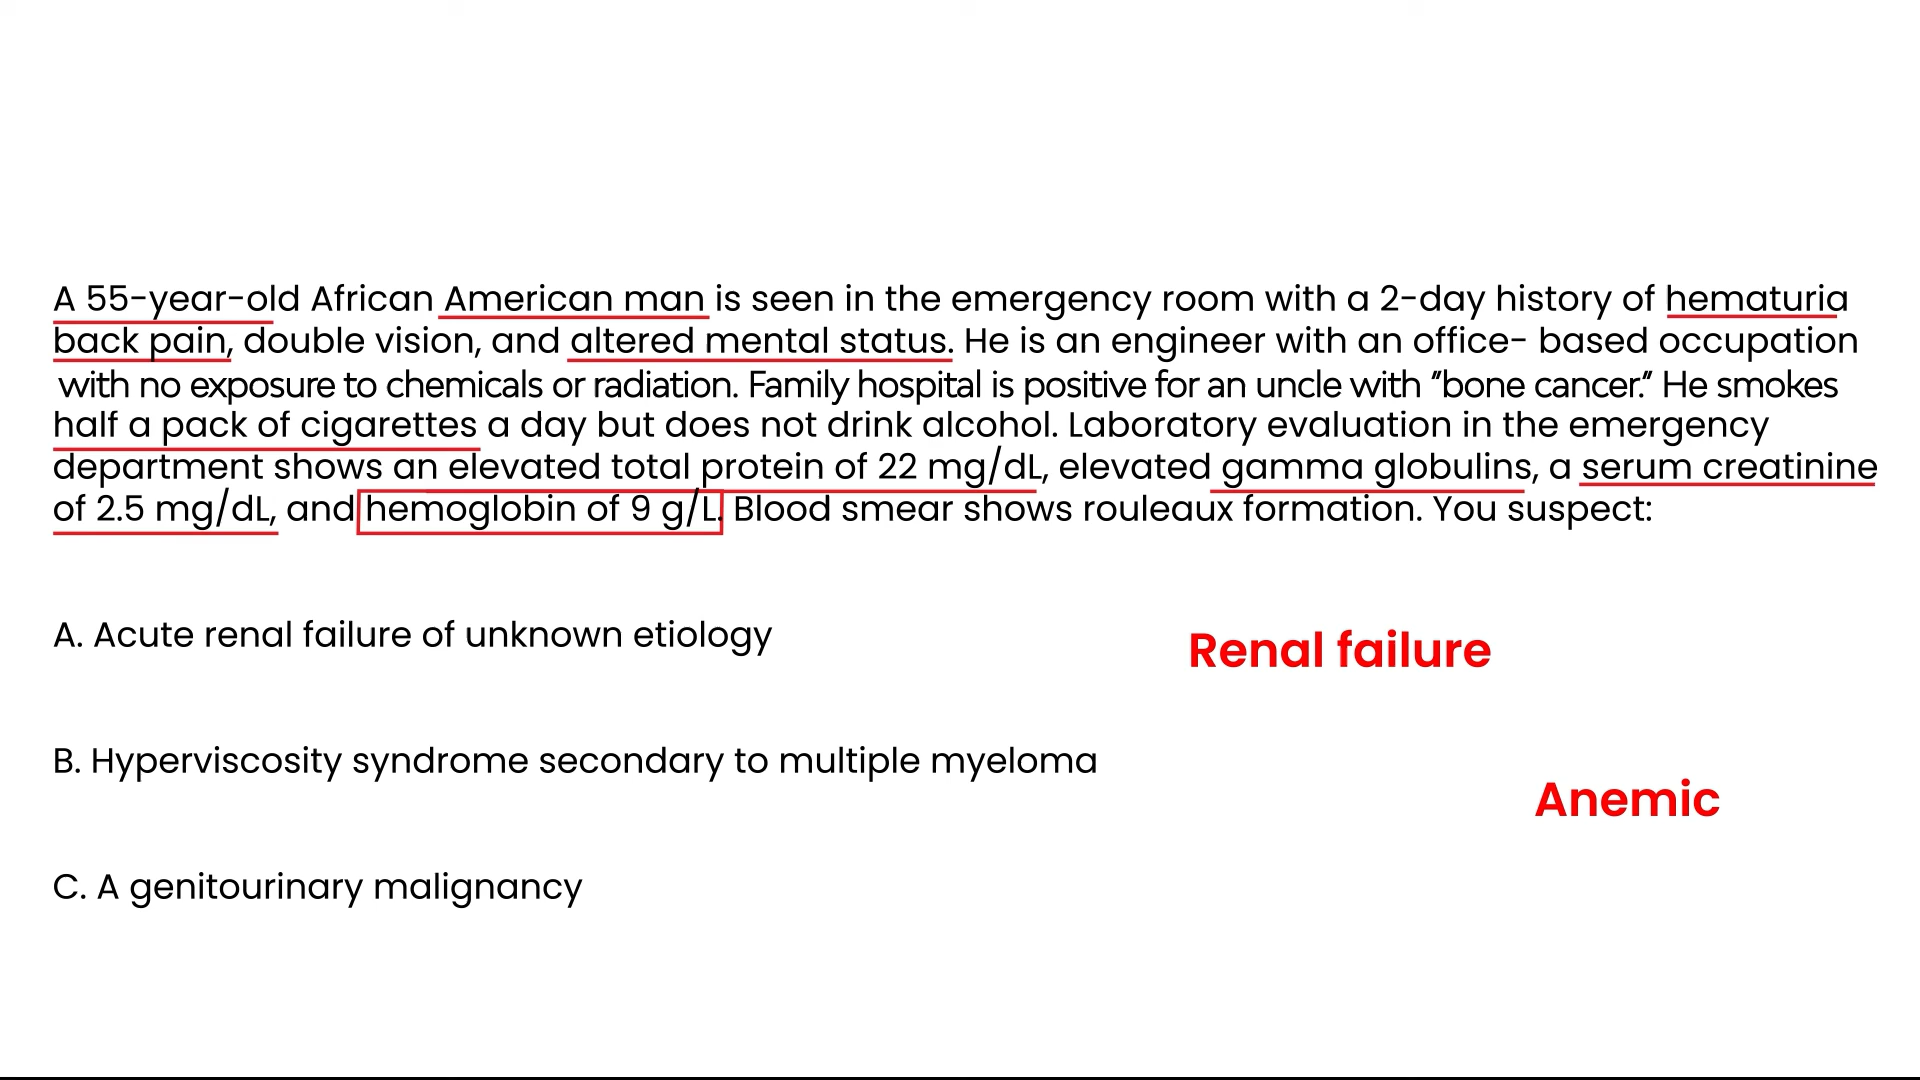 A 55-year-old African American man is seen in the emergency room with a 2-day history of hematuria
back pain, double vision, and altered mental status. He is an engineer with an office- based occupation
with no exposure to chemicals or radiation. Family hospital is positive for an uncle with “bone cancer.” He smokes
half a pack of cigarettes a day but does not drink alcohol. Laboratory evaluation in the emergency
department shows an elevated total protein of 22 mg/dL, elevated gamma globulins, a serum creatinine
of 2.5 mg/dL, and hemoglobin of 9 g/L. Blood smear shows rouleaux formation. You suspect:
A. Acute renal failure of unknown etiology
Renal failure
B. Hyperviscosity syndrome secondary to multiple myeloma
Anemic
C. A genitourinary malignancy